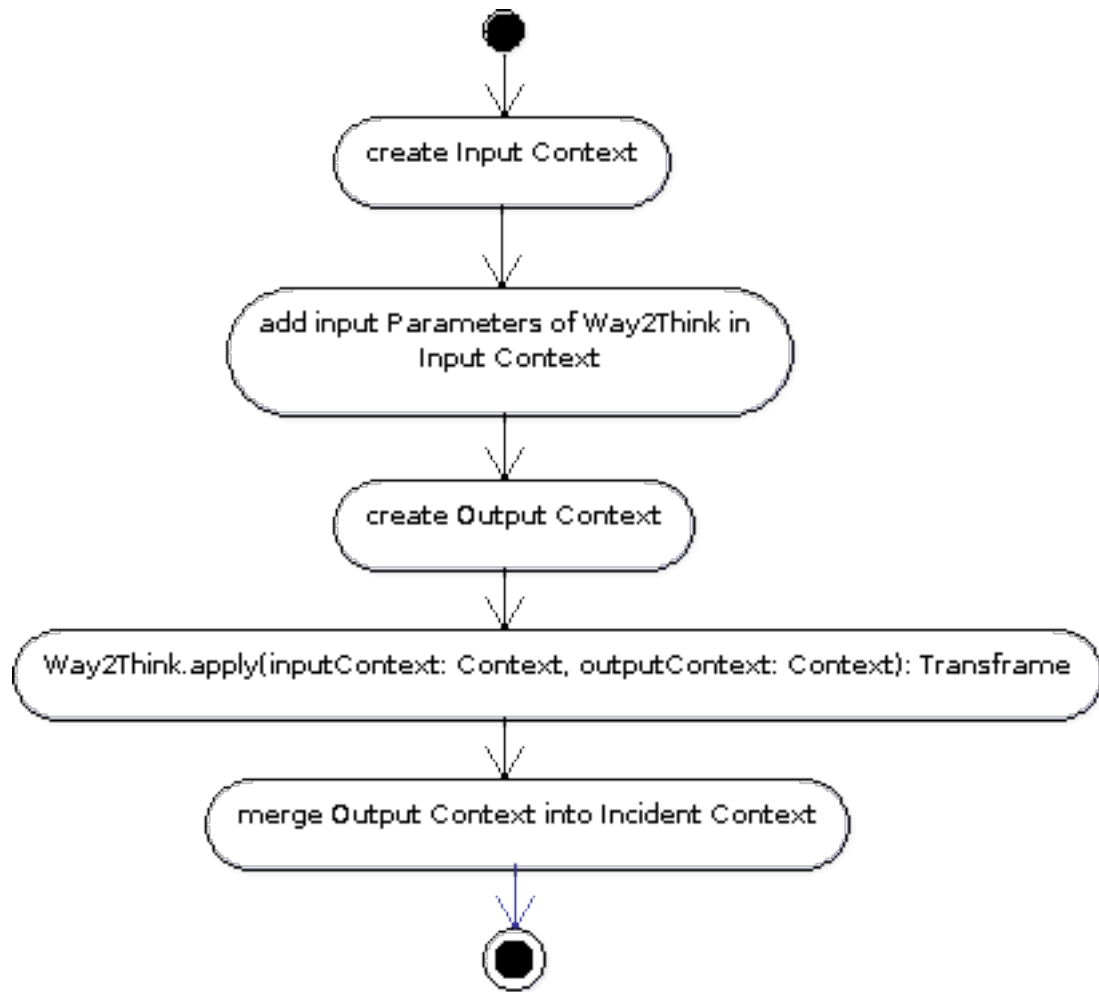 create Input Context
add input Parameters of Way2Think in
Input Context
create Output Context
Way2Think.apply(inputContext: Context, outputContext: Context): Transframe
merge Output Context into Incident Context